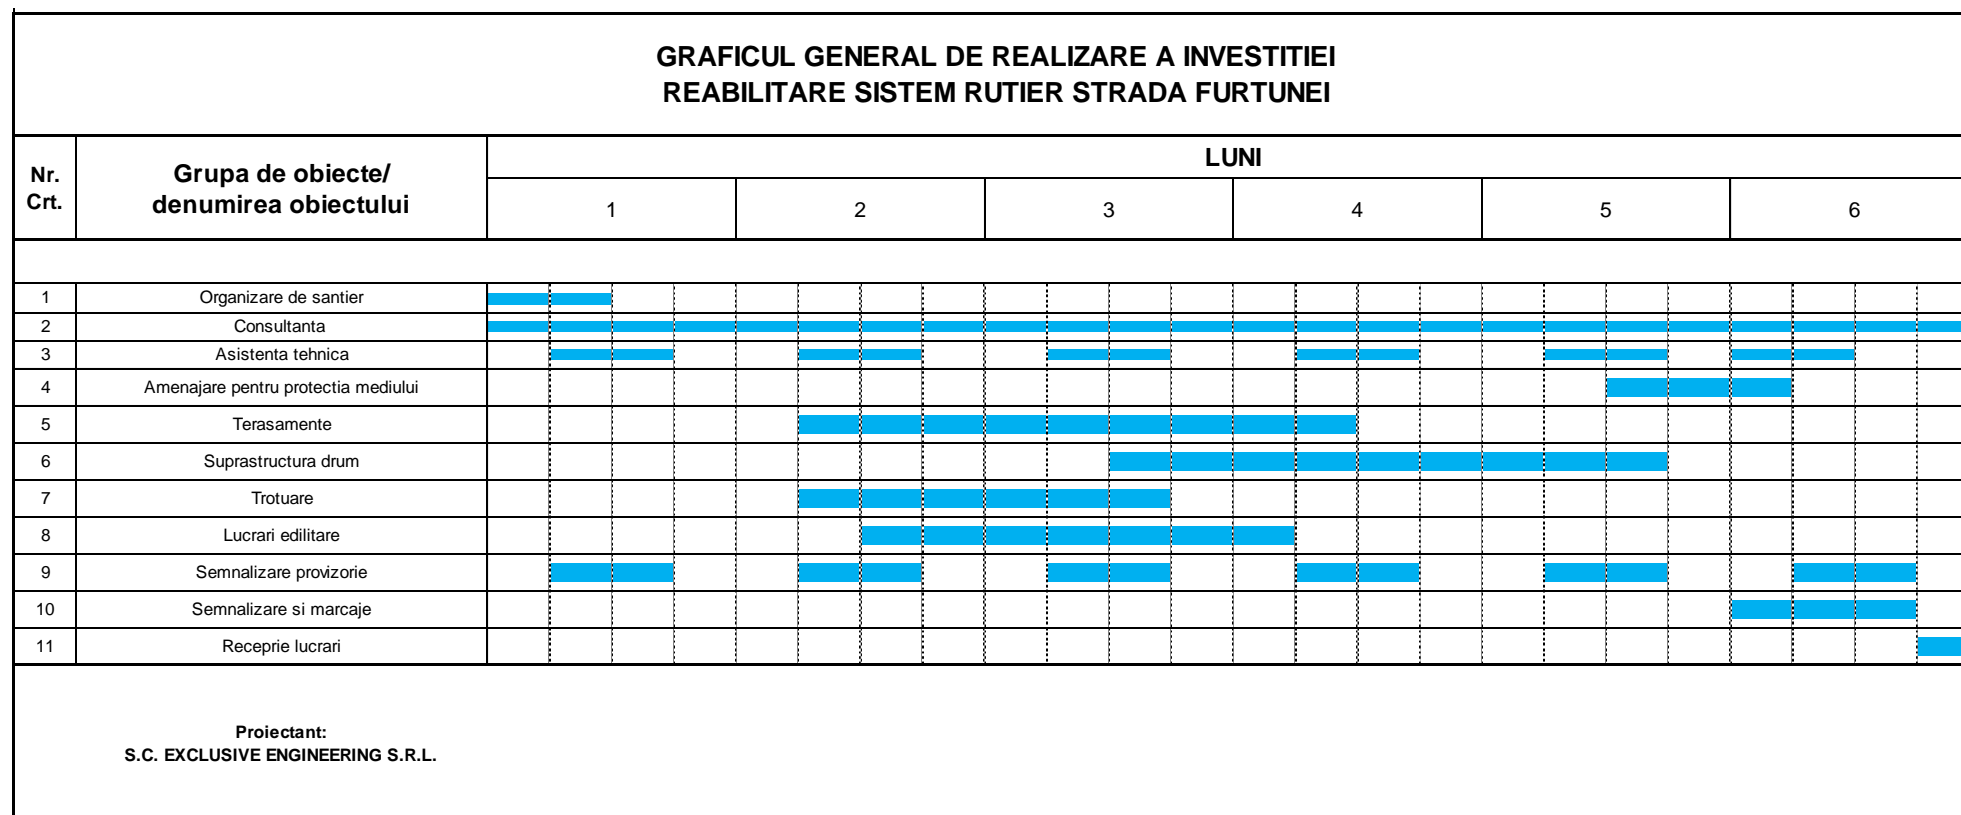 GRAFICUL GENERAL DE REALIZARE A INVESTITIEI
REABILITARE SISTEM RUTIER STRADA FURTUNEI
Nr.
Crt.
Grupa de obiecte/
denumirea obiectului
LUNI
1 2 3 4 5 6
1 Organizare de santier
2 Consultanta
3 Asistenta tehnica
4 Amenajare pentru protectia mediului
5 Terasamente
6 Suprastructura drum
7 Trotuare
8 Lucrari edilitare
9 Semnalizare provizorie
10 Semnalizare si marcaje
11 Receprie lucrari
Proiectant:
S.C. EXCLUSIVE ENGINEERING S.R.L.